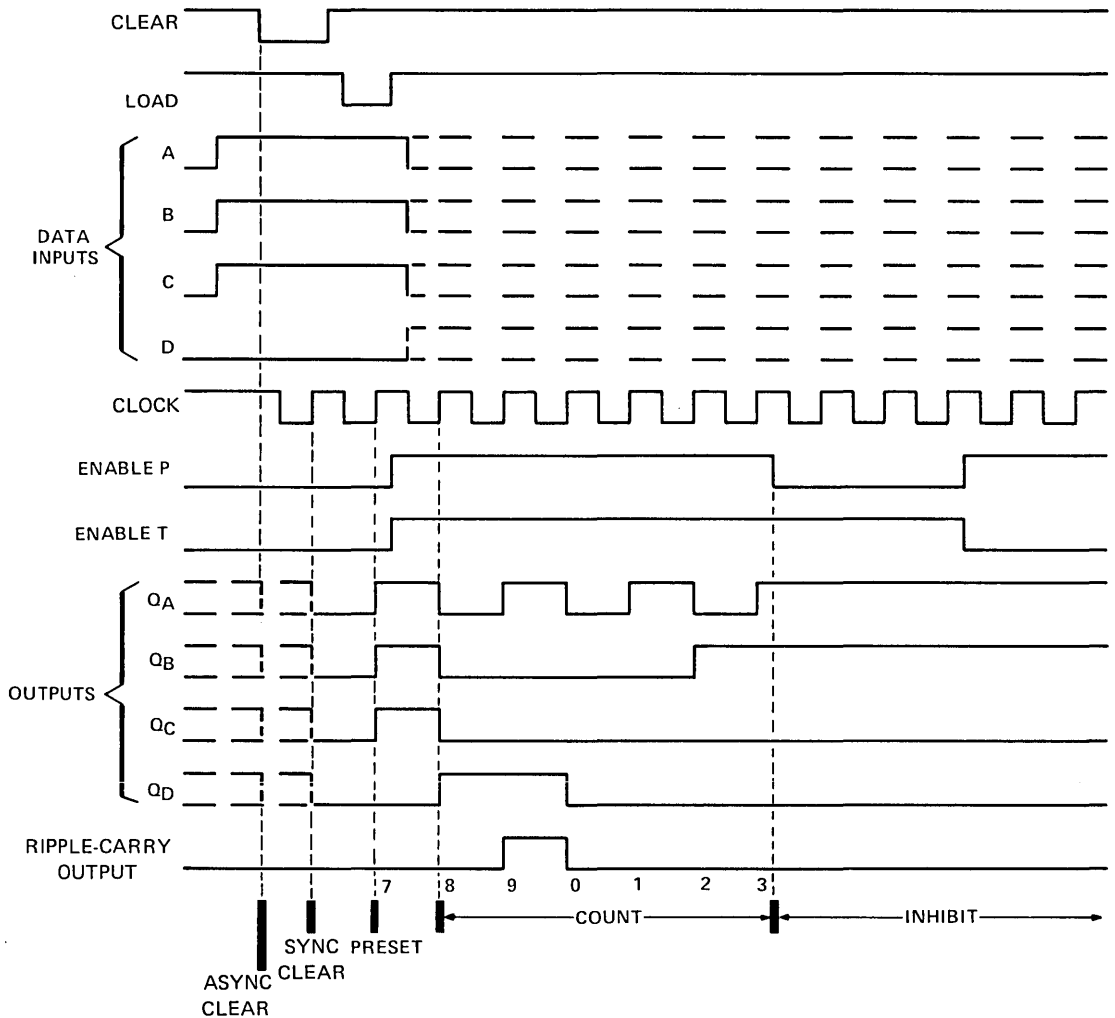 CLEAR
LOAD
A
B
DATA
INPUTS
C
D
CLOCK
ENABLE P
ENABLE T
QA
QB
OUTPUTS
QC
QD
RIPPLE-CARRY
OUTPUT
7 8 9 0 1 2 3
COUNT INHIBIT
SYNC PRESET
CLEAR
ASYNC
CLEAR